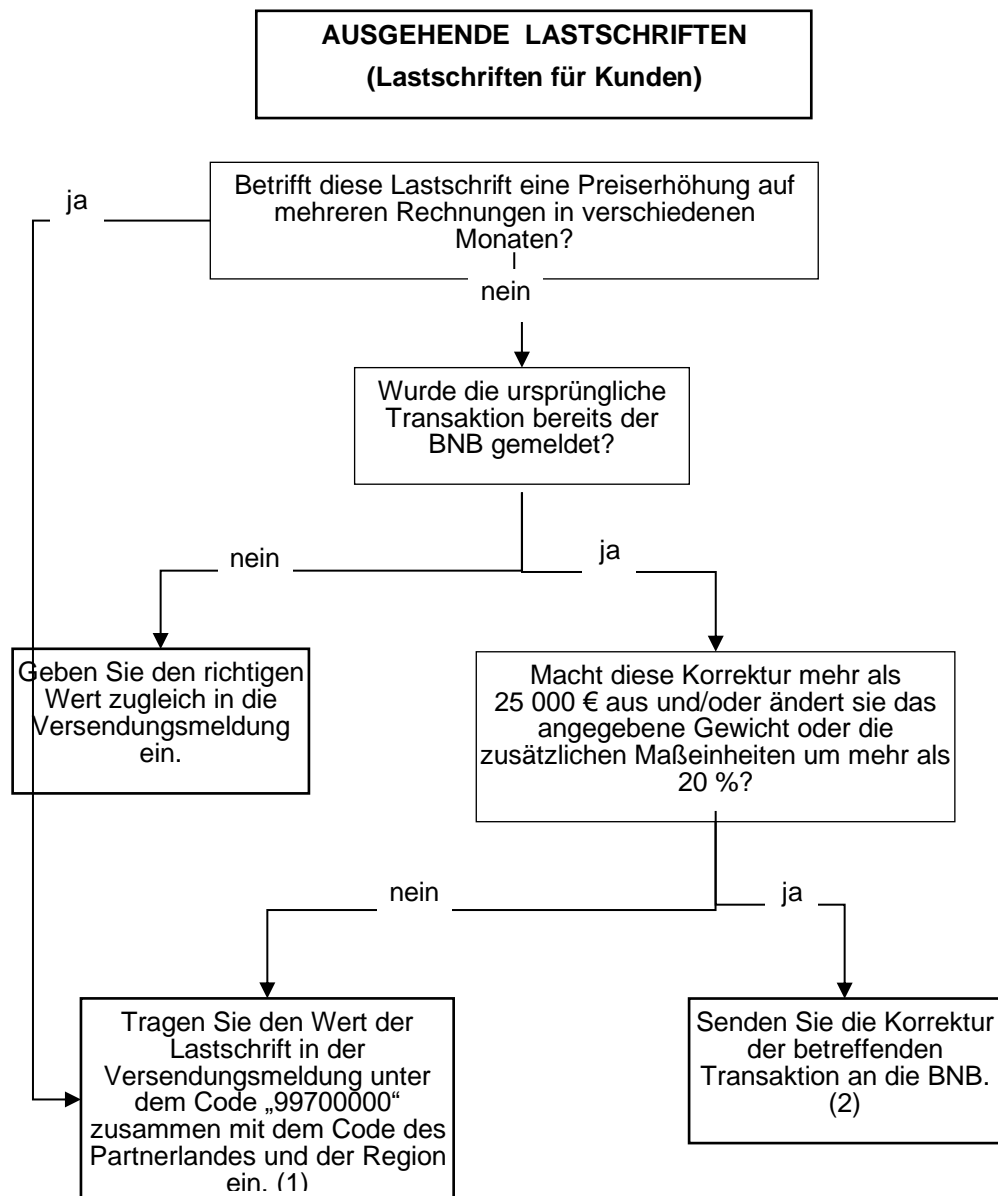 AUSGEHENDE LASTSCHRIFTEN
(Lastschriften für Kunden)
ja
Betrifft diese Lastschrift eine Preiserhöhung auf
mehreren Rechnungen in verschiedenen
Monaten?
nein
Wurde die ursprüngliche
Transaktion bereits der
BNB gemeldet?
nein
ja
Geben Sie den richtigen
Wert zugleich in die
Versendungsmeldung
ein.
Macht diese Korrektur mehr als
25 000 € aus und/oder ändert sie das
angegebene Gewicht oder die
zusätzlichen Maßeinheiten um mehr als
20 %?
nein
ja
Tragen Sie den Wert der
Lastschrift in der
Versendungsmeldung unter
dem Code „99700000“
zusammen mit dem Code des
Partnerlandes und der Region
ein. (1)
Senden Sie die Korrektur
der betreffenden
Transaktion an die BNB.
(2)